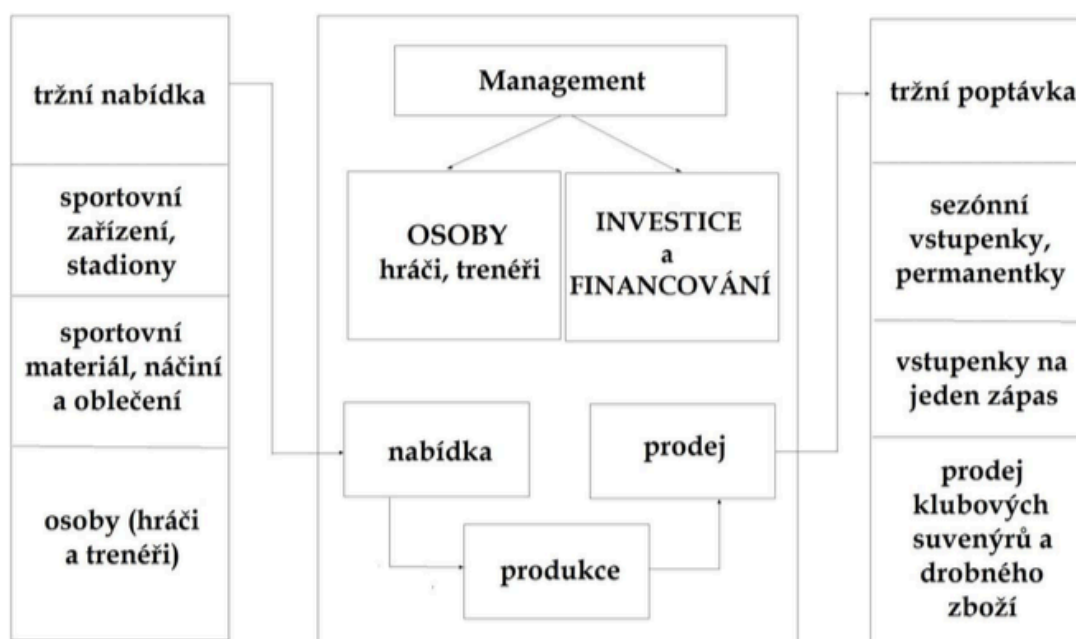 tržní nabídka
sportovní
zařízení,
stadiony
sportovní
materiál, náčiní
a oblečení
osoby (hráči
a trenéři)
Management
OSOBY
hráči, trenéři
INVESTICE
a
FINANCOVÁNÍ
nabídka
prodej
produkce
tržní poptávka
sezónní
vstupenky,
permanentky
vstupenky na
jeden zápas
prodej
klubových
suvenýrů a
drobného
zboží